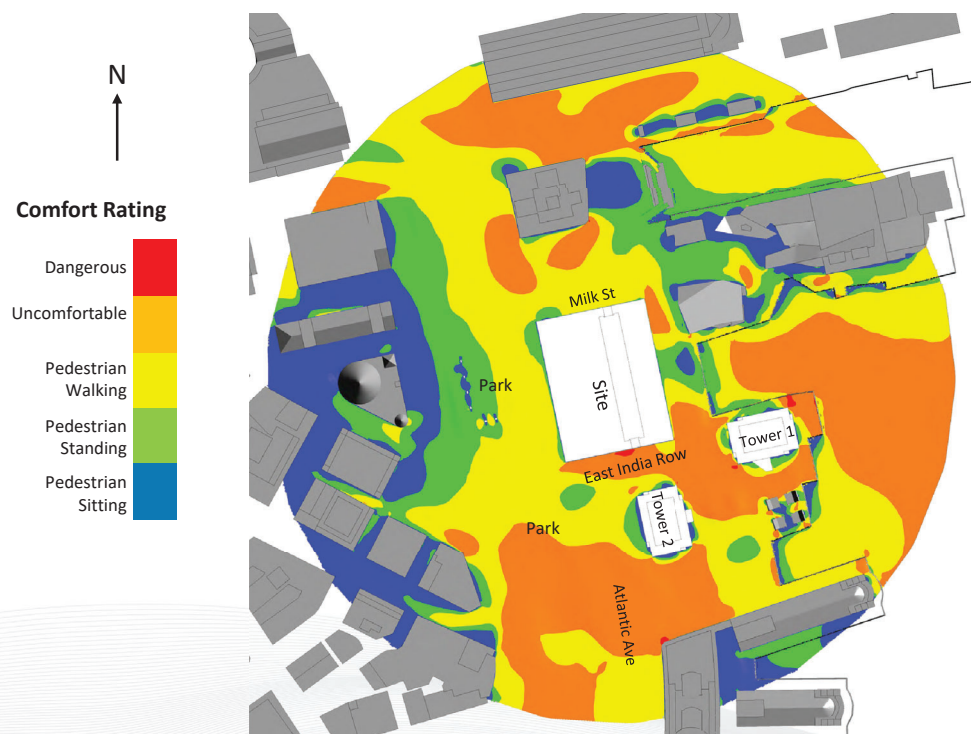 N
Comfort Rating
Dangerous
Uncomfortable
Pedestrian
Walking
Pedestrian
Standing
Pedestrian
Sitting
Milk St
Park
Site
Tower 1
East India Row
Tower 2
Park
Atlantic Ave